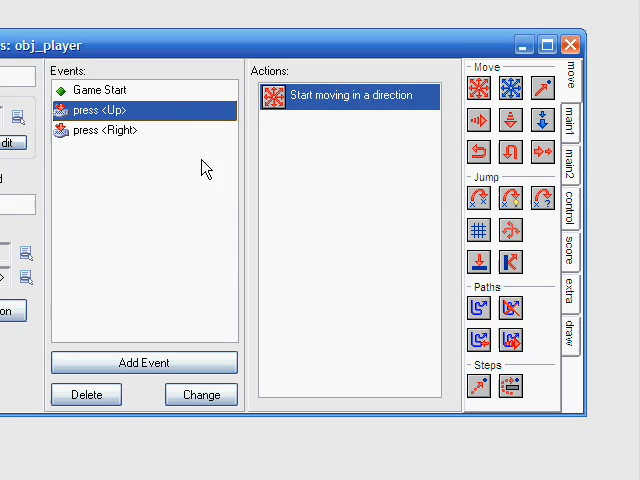 s: obj_player
Events:
Game Start
press <Up>
press <Right>
Add Event
Delete
Change
Actions:
Start moving in a direction
Move
Jump
Paths
Steps
move
main1
main2
control
score
extra
draw
dit
on